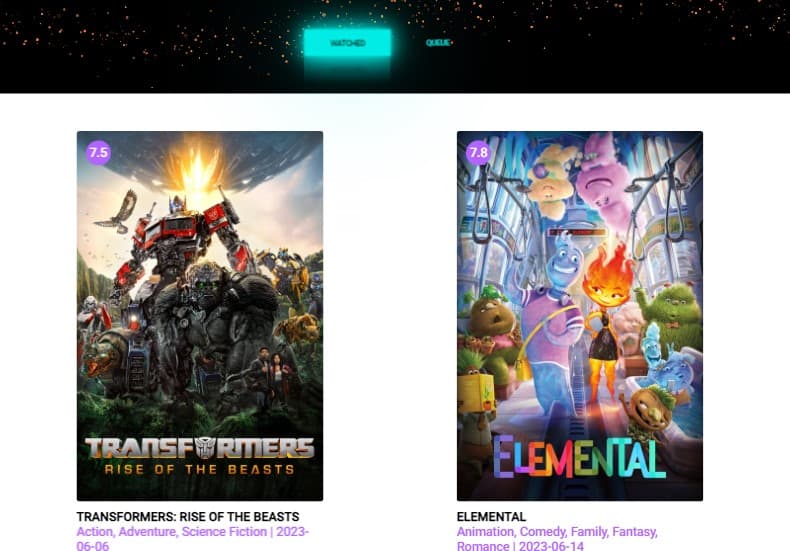 WATCHED
QUEUE
7.5
TRANSFORMERS
RISE OF THE BEASTS
TRANSFORMERS: RISE OF THE BEASTS
Action, Adventure, Science Fiction | 2023-
06-06
7.8
ELEMENTAL
ELEMENTAL
Animation, Comedy, Family, Fantasy,
Romance | 2023-06-14